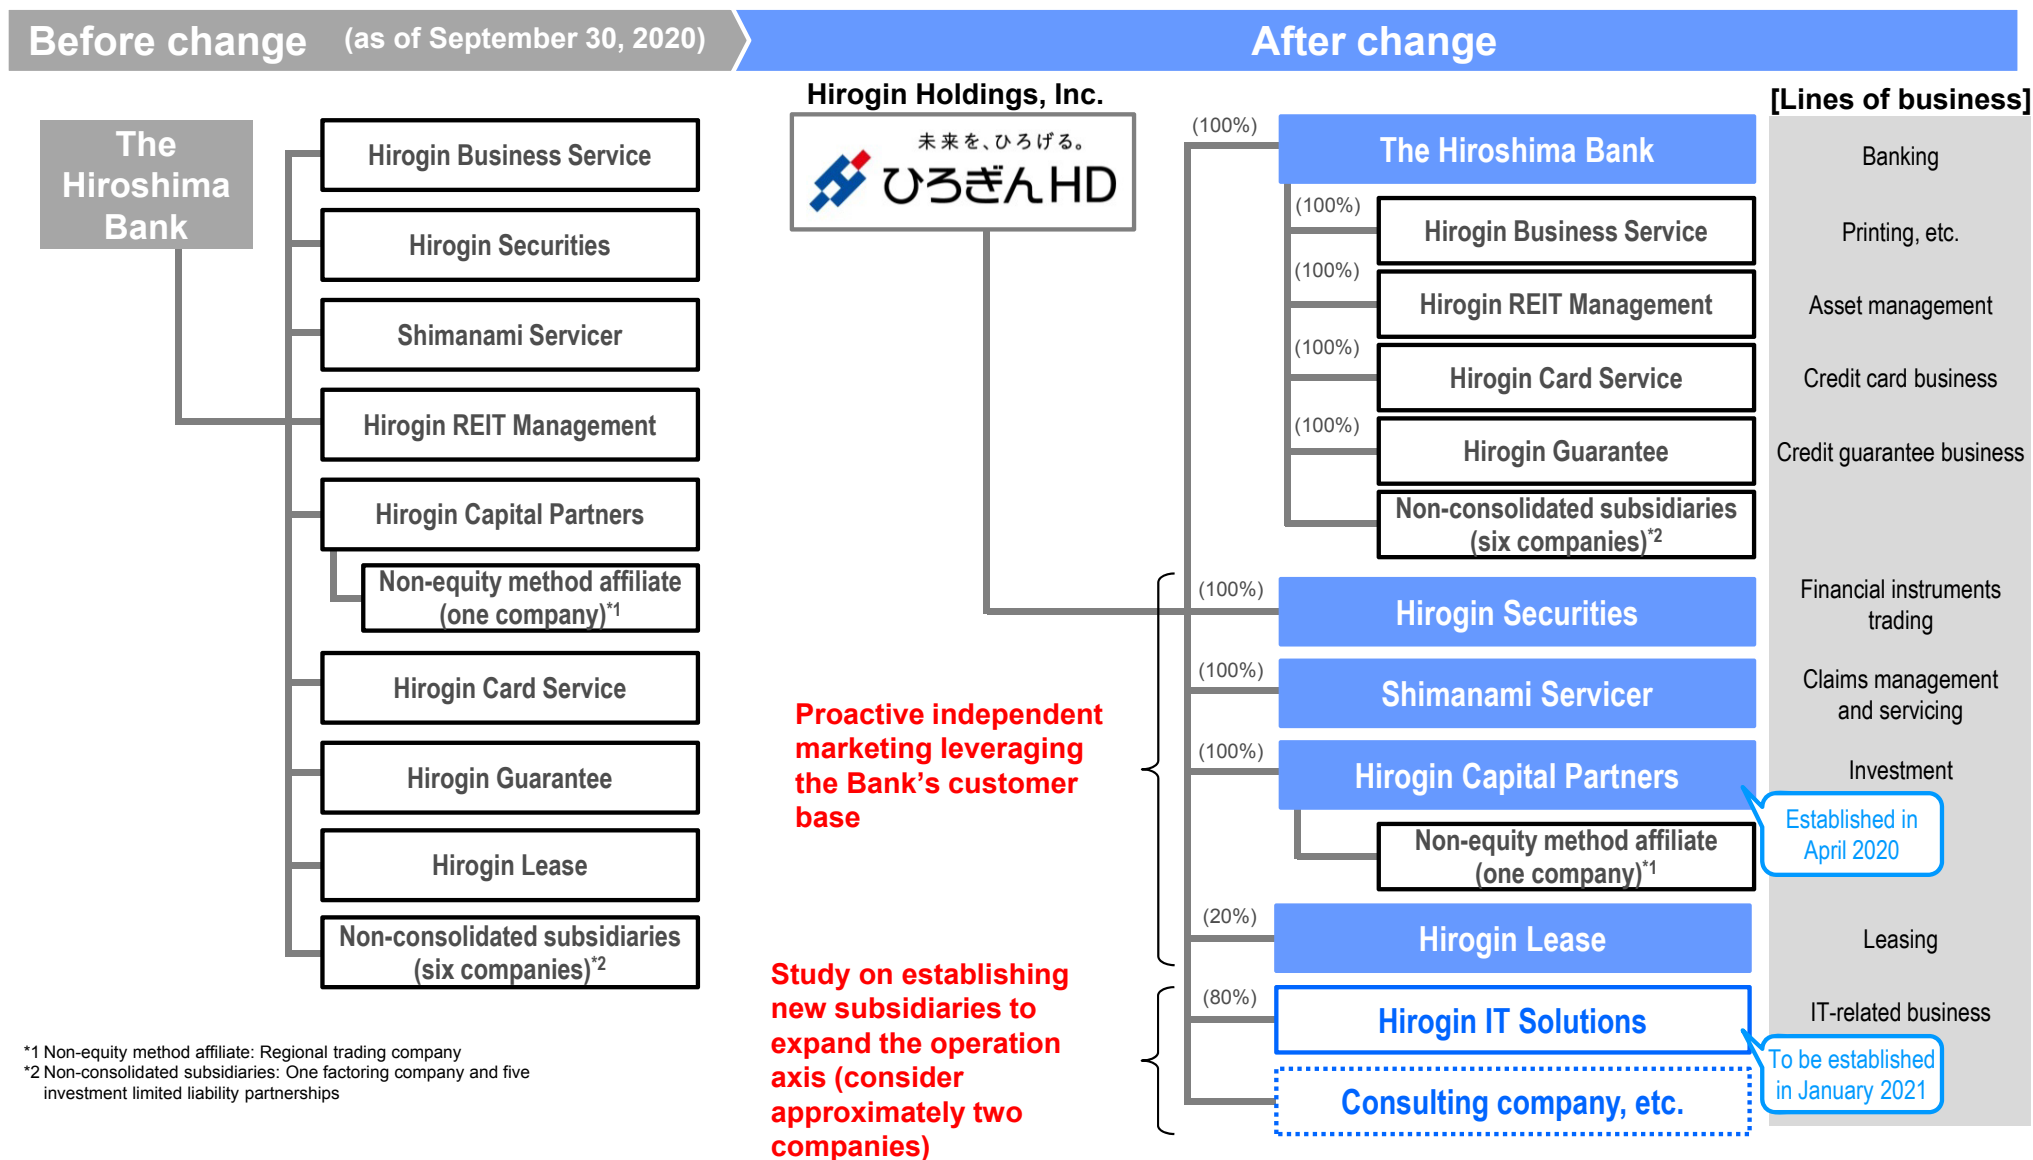 Before change (as of September 30, 2020)
After change
The
Hiroshima
Bank
Hirogin Business Service
Hirogin Securities
Shimanami Servicer
Hirogin REIT Management
Hirogin Capital Partners
Non-equity method affiliate
(one company)*1
Hirogin Card Service
Hirogin Guarantee
Hirogin Lease
Non-consolidated subsidiaries
(six companies)*2
*1 Non-equity method affiliate: Regional trading company
*2 Non-consolidated subsidiaries: One factoring company and five
investment limited liability partnerships
Hirogin Holdings, Inc.
未来を、ひろげる。
ひろぎんHD
Proactive independent
marketing leveraging
the Bank's customer
base
Study on establishing
new subsidiaries to
expand the operation
axis (consider
approximately two
companies)
[Lines of business]
(100%)
The Hiroshima Bank
Banking
(100%)
Hirogin Business Service
Printing, etc.
(100%)
Hirogin REIT Management
Asset management
(100%)
Hirogin Card Service
Credit card business
(100%)
Hirogin Guarantee
Credit guarantee business
Non-consolidated subsidiaries
(six companies)*2
(100%)
Hirogin Securities
Financial instruments
trading
(100%)
Shimanami Servicer
Claims management
and servicing
(100%)
Hirogin Capital Partners
Investment
Established in
April 2020
Non-equity method affiliate
(one company)*1
(20%)
Hirogin Lease
Leasing
(80%)
Hirogin IT Solutions
IT-related business
To be established
in January 2021
Consulting company, etc.